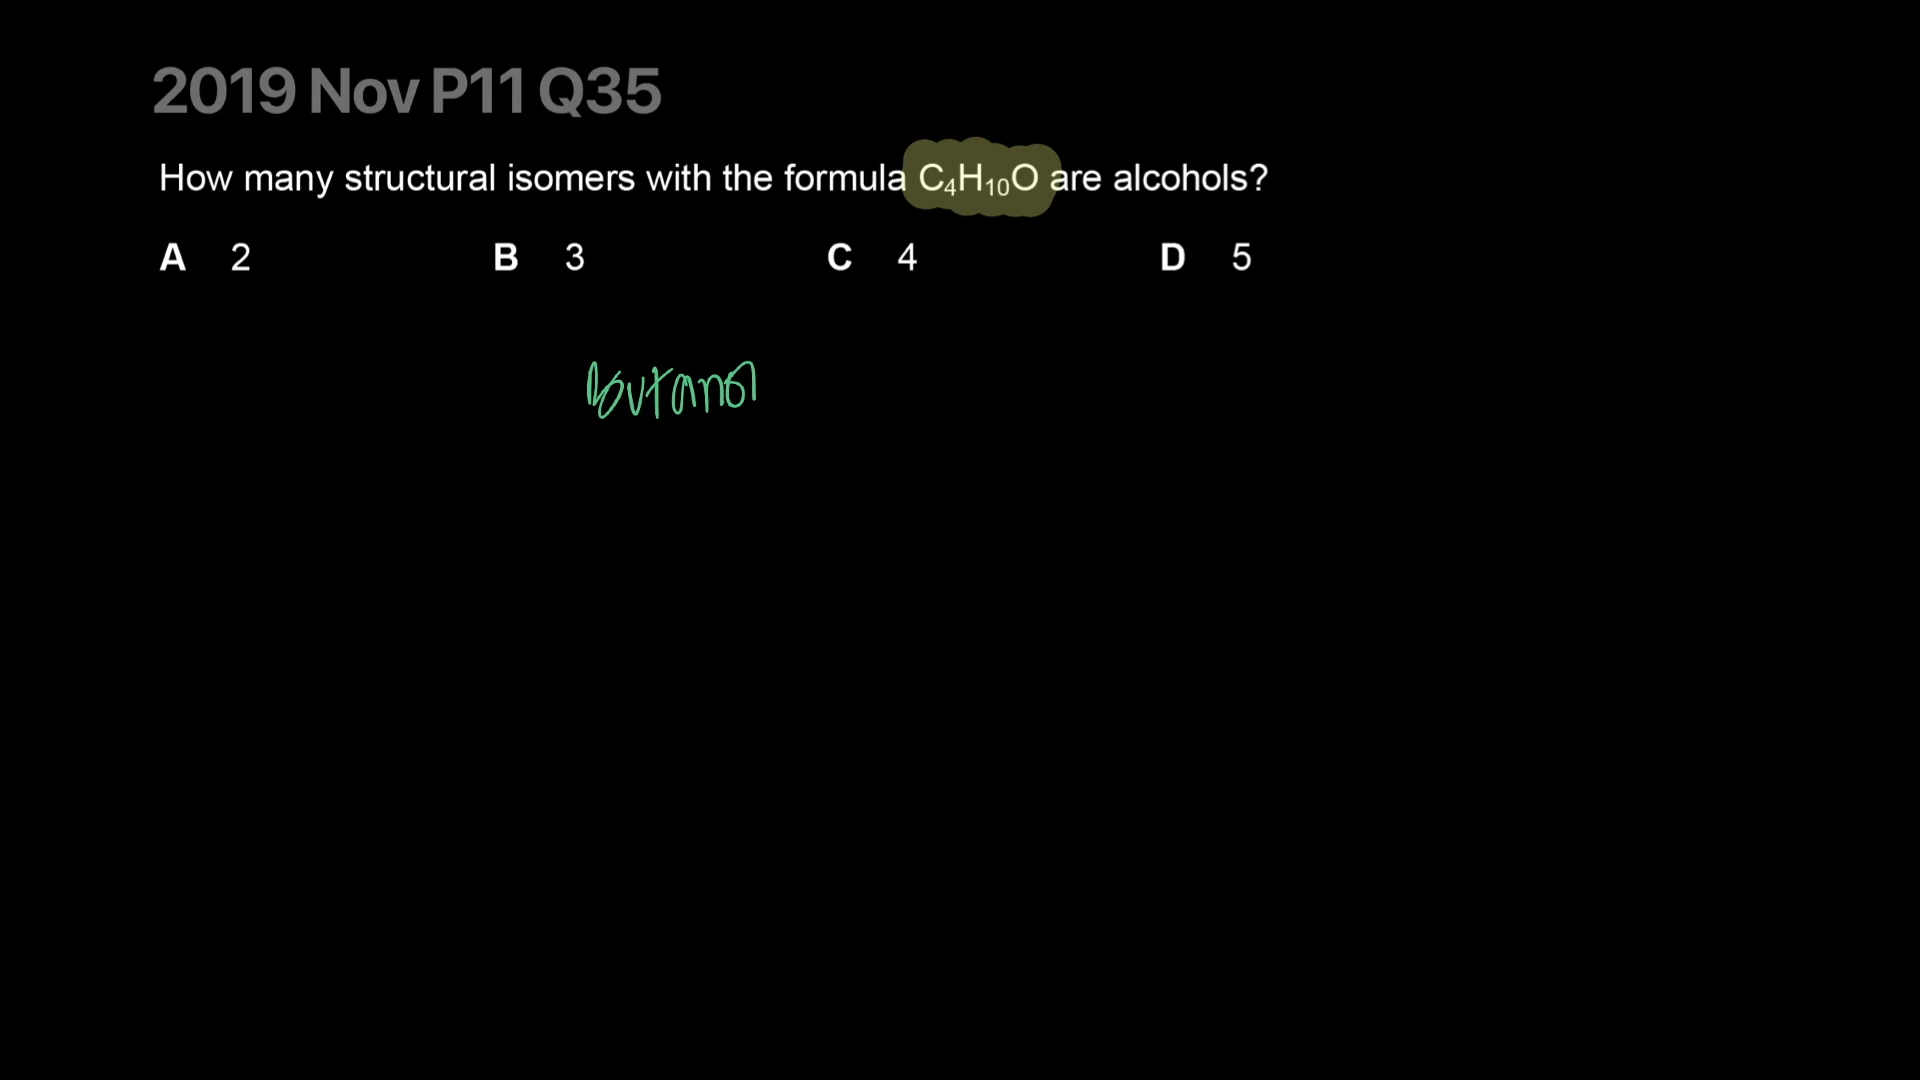 2019 Nov P11 Q35
How many structural isomers with the formula C₄H₁₀O are alcohols?
A 2 B 3 C 4 D 5
butanol